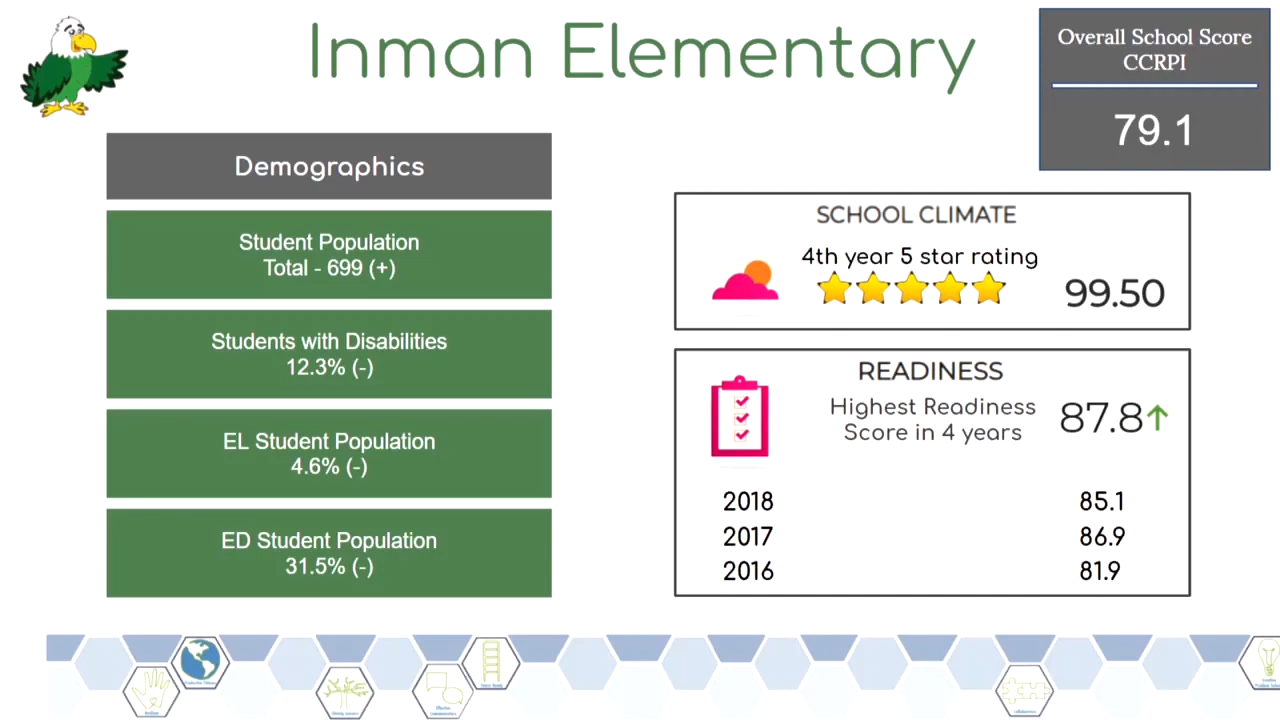 Inman Elementary
Overall School Score
CCRPI
79.1
Demographics
Student Population
Total - 699 (+)
Students with Disabilities
12.3% (-)
EL Student Population
4.6% (-)
ED Student Population
31.5% (-)
SCHOOL CLIMATE
4th year 5 star rating
99.50
READINESS
Highest Readiness
Score in 4 years
87.8
2018 85.1
2017 86.9
2016 81.9